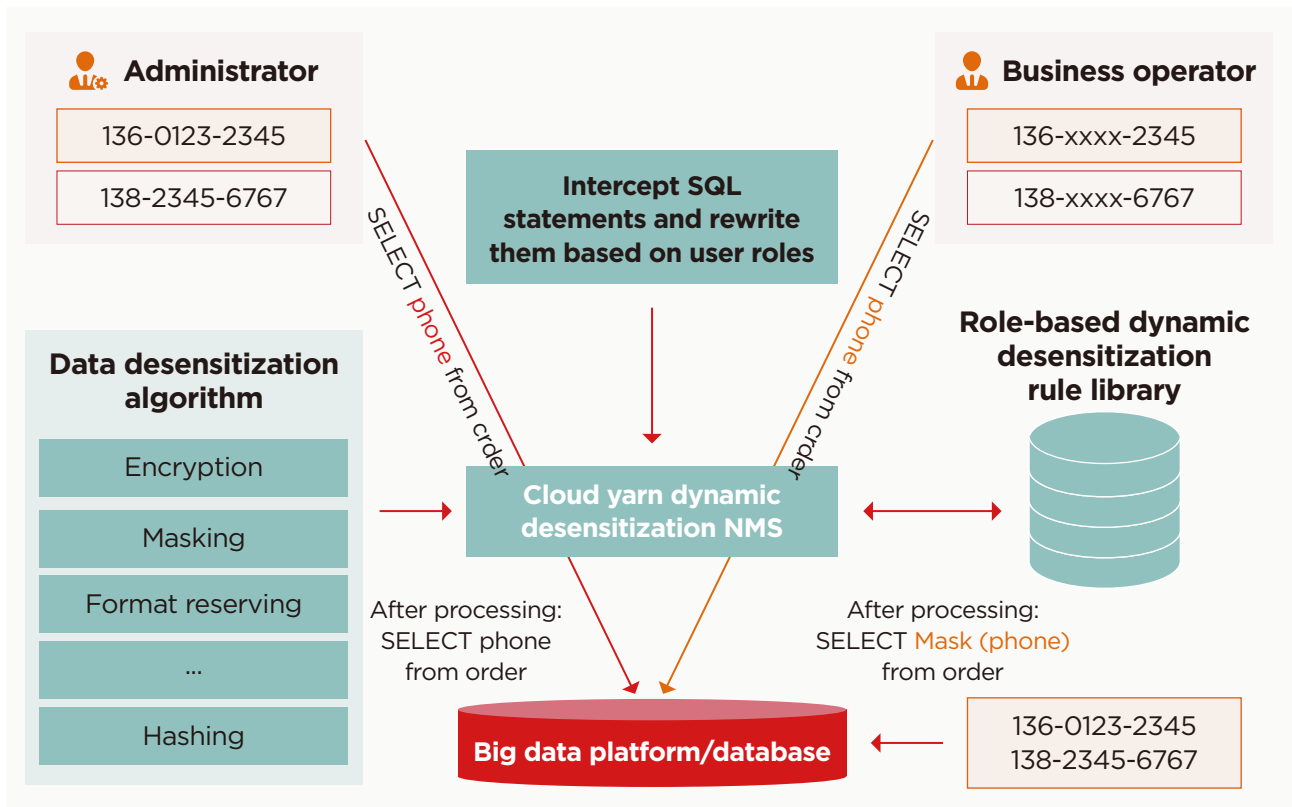 Administrator
136-0123-2345
138-2345-6767
Business operator
136-xxxx-2345
138-xxxx-6767
Intercept SQL
statements and rewrite
them based on user roles
SELECT phone from crder
SELECT phone from crder
Data desensitization
algorithm
Encryption
Masking
Format reserving
...
Hashing
Cloud yarn dynamic
desensitization NMS
Role-based dynamic
desensitization
rule library
After processing:
SELECT phone
from order
After processing:
SELECT Mask (phone)
from order
Big data platform/database
136-0123-2345
138-2345-6767